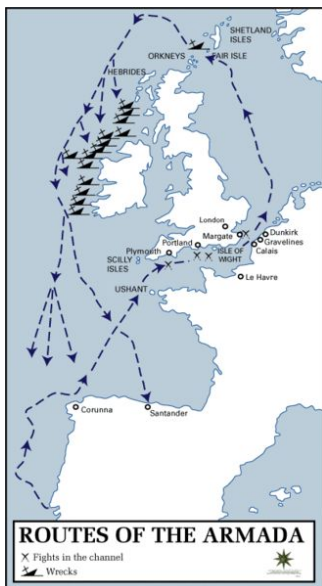 SHETLAND
ISLES
ORKNEYS
FAIR ISLE
HEBRIDES
London
Margate
Dunkirk
Gravelines
Calais
Portland
Plymouth
ISLE OF
WIGHT
SCILLY
ISLES
Le Havre
USHANT
Corunna
Santander
ROUTES OF THE ARMADA
Fights in the channel
Wrecks